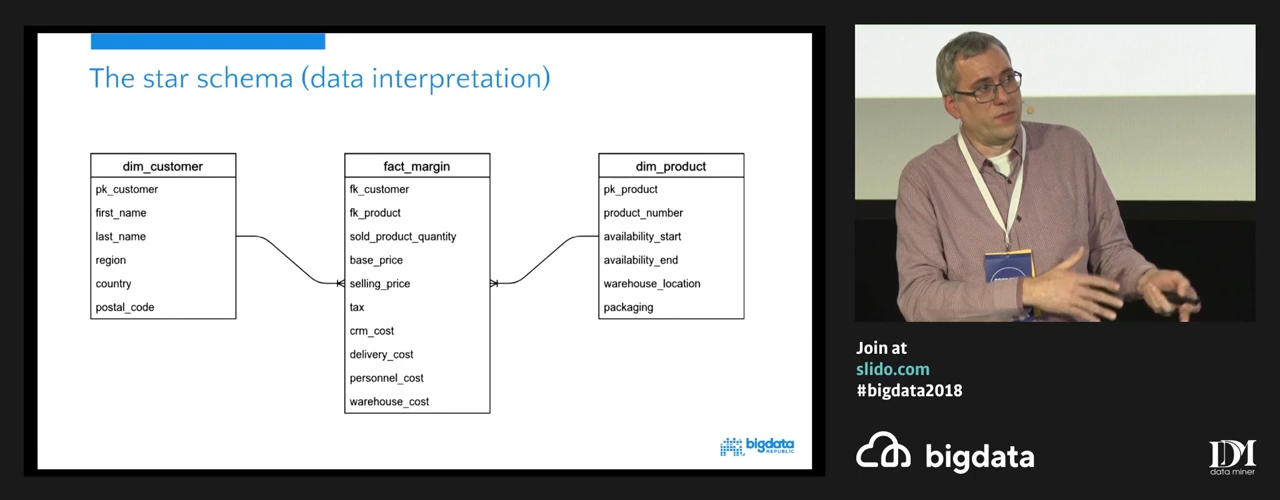 The star schema (data interpretation)
dim_customer
pk_customer
first_name
last_name
region
country
postal_code
fact_margin
fk_customer
fk_product
sold_product_quantity
base_price
selling_price
tax
crm_cost
delivery_cost
personnel_cost
warehouse_cost
dim_product
pk_product
product_number
availability_start
availability_end
warehouse_location
packaging
bigdata
REPUBLIC
Join at
slido.com
#bigdata2018
bigdata
DM
data miner